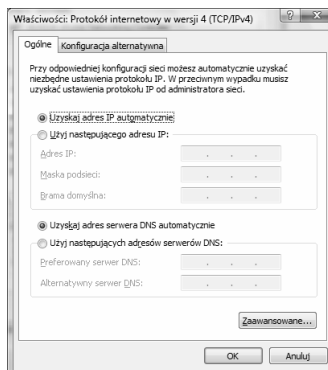 Właściwości: Protokół internetowy w wersji 4 (TCP/IPv4)
Ogólne
Konfiguracja alternatywna
Przy odpowiedniej konfiguracji sieci możesz automatycznie uzyskać
niezbędne ustawienia protokołu IP. W przeciwnym wypadku musisz
uzyskać ustawienia protokołu IP od administratora sieci.
Uzyskaj adres IP automatycznie
Użyj następującego adresu IP:
Adres IP:
Maska podsieci:
Brama domyślna:
Uzyskaj adres serwera DNS automatycznie
Użyj następujących adresów serwerów DNS:
Preferowany serwer DNS:
Alternatywny serwer DNS:
Zaawansowane...
OK
Anuluj